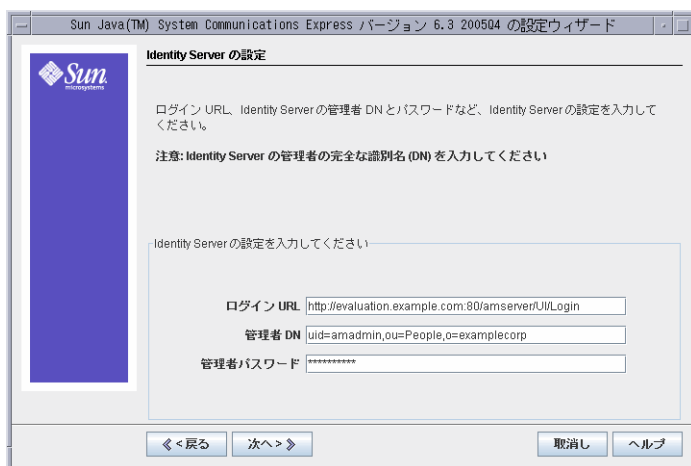 Sun Java(TM) System Communications Express バージョン 6.3 2005Q4 の設定ウィザード
Sun
microsystems
Identity Server の設定
ログイン URL、Identity Server の管理者 DN とパスワードなど、Identity Server の設定を入力して
ください。
注意: Identity Server の管理者の完全な識別名 (DN) を入力してください
Identity Server の設定を入力してください
ログイン URL http://evaluation.example.com:80/amserver/UI/Login
管理者 DN uid=amadmin,ou=People,o=examplecorp
管理者パスワード **********
< 戻る 次へ > 取消し ヘルプ